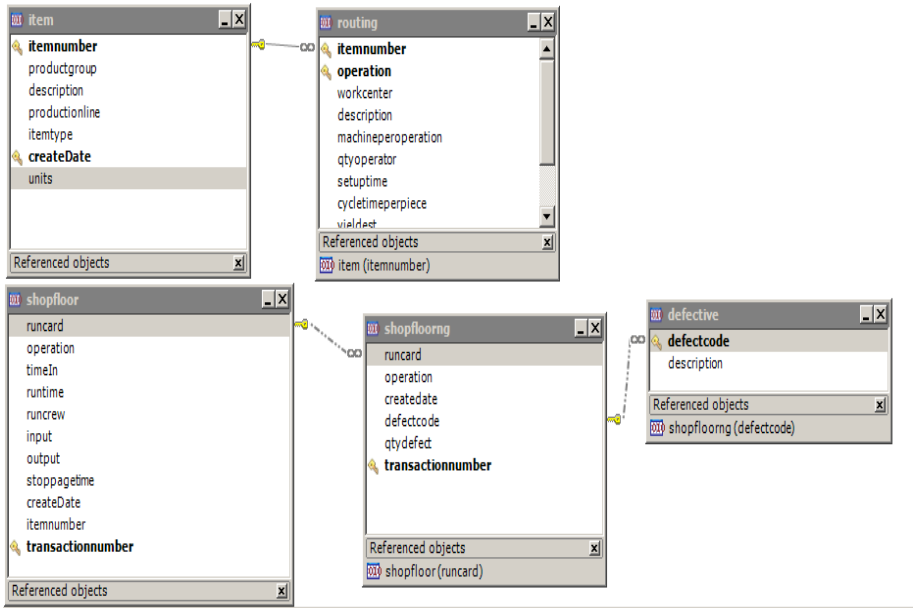 item
itemnumber
productgroup
description
productionline
itemtype
createDate
units
Referenced objects
routing
itemnumber
operation
workcenter
description
machineperoperation
qtyoperator
setuptime
cycletimeperpiece
yieldest
Referenced objects
item (itemnumber)
shopfloor
runcard
operation
timeIn
runtime
runcrew
input
output
stoppagetime
createDate
itemnumber
transactionnumber
Referenced objects
shopfloorng
runcard
operation
createdate
defectcode
qtydefect
transactionnumber
Referenced objects
shopfloor (runcard)
defective
defectcode
description
Referenced objects
shopfloorng (defectcode)